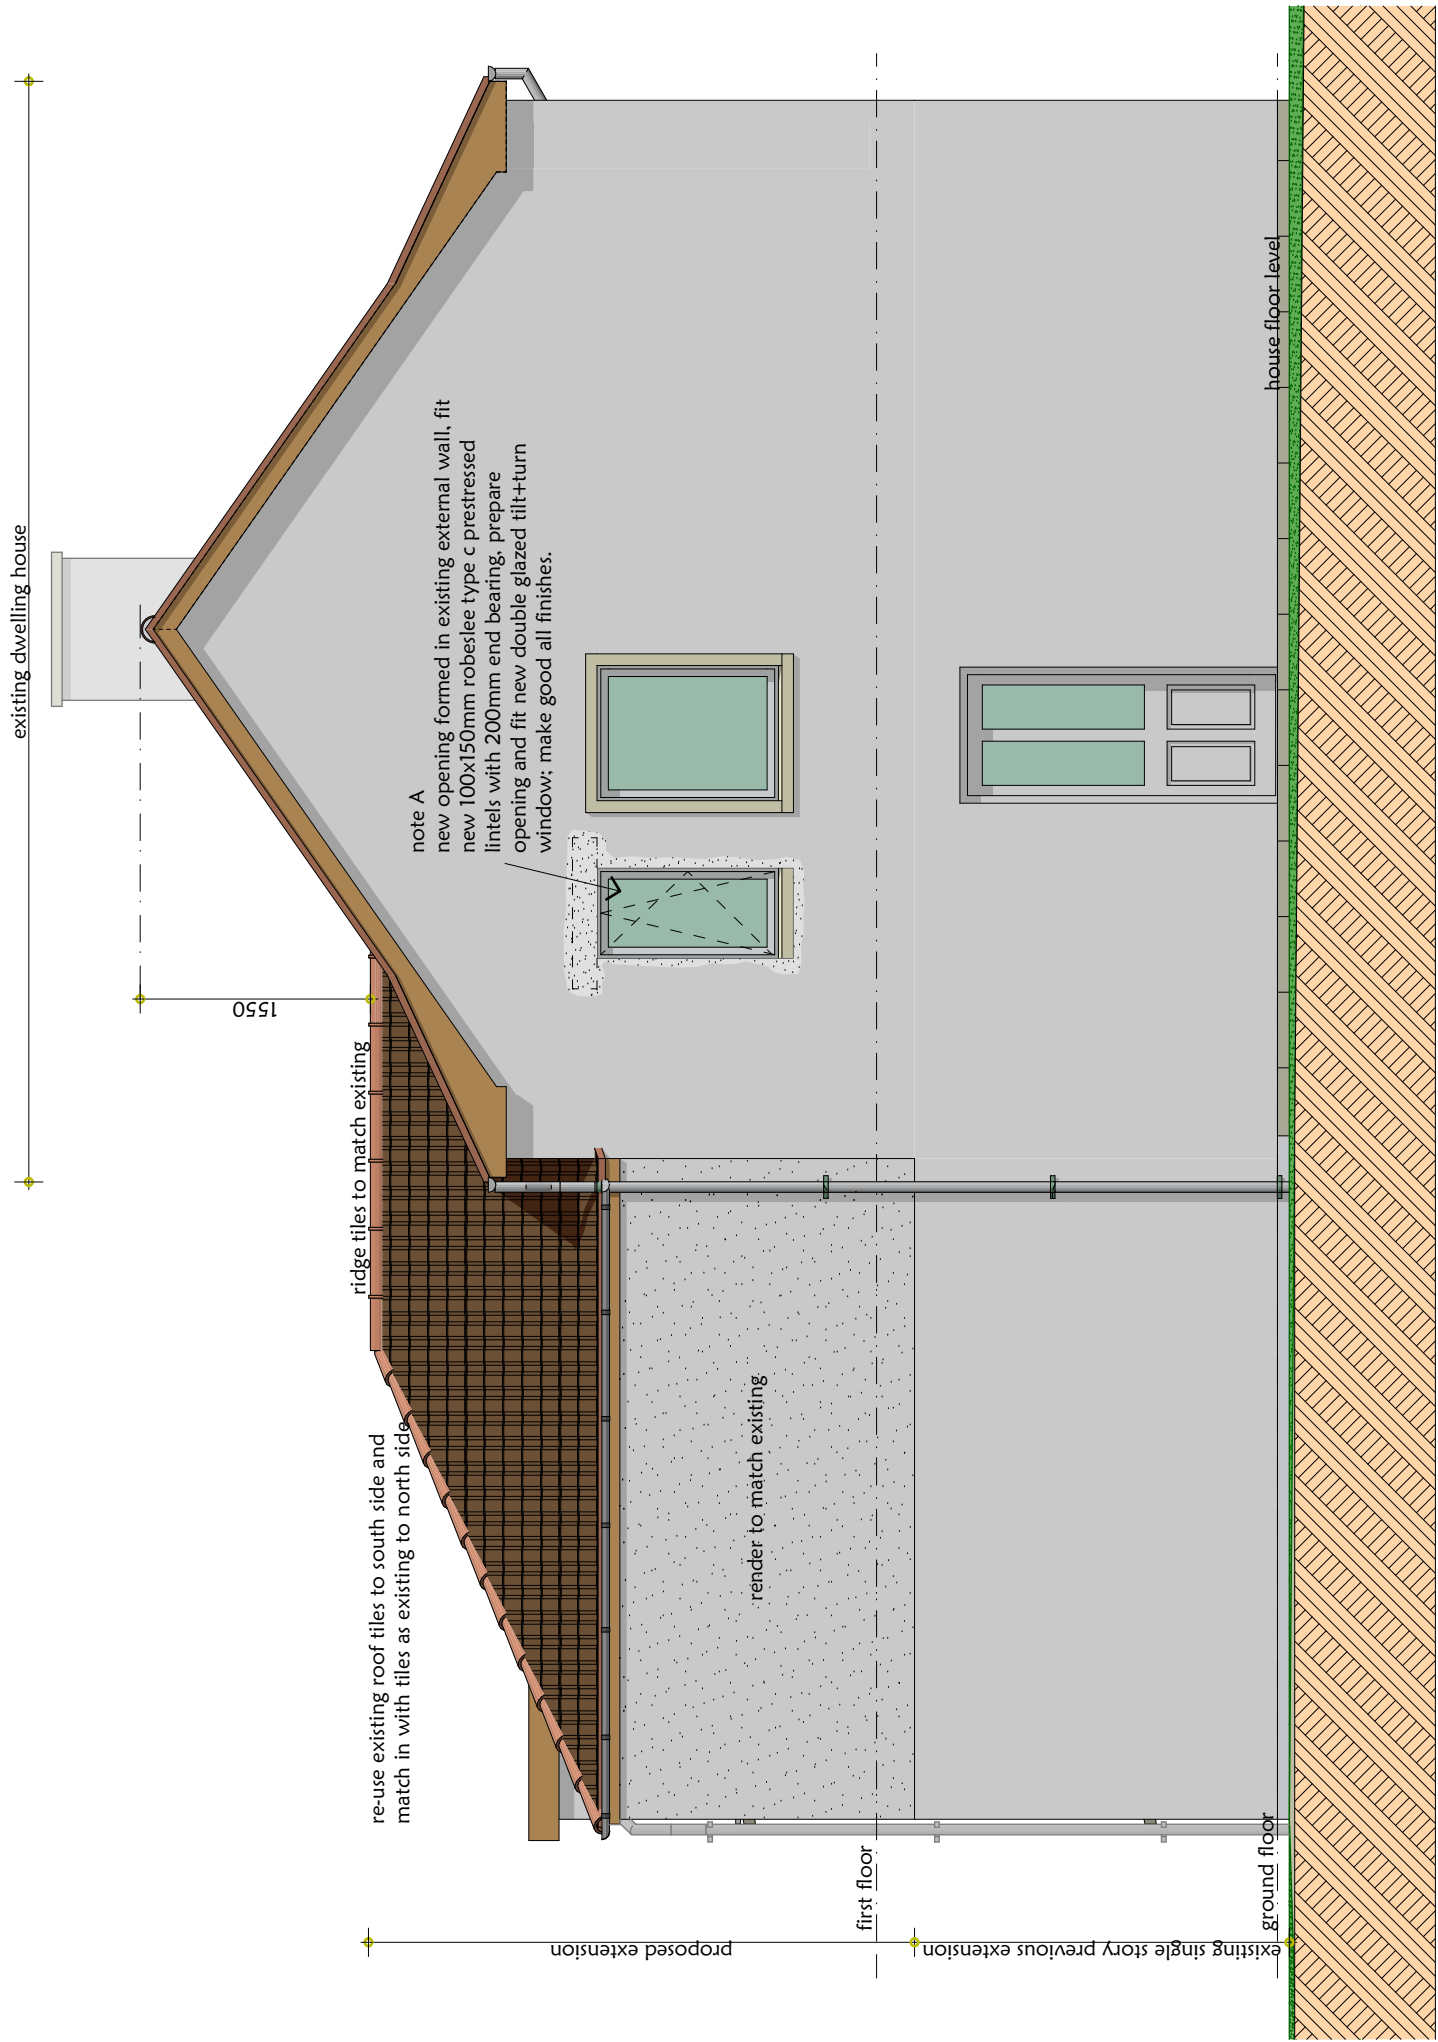 existing dwelling house
1550
ridge tiles to match existing
re-use existing roof tiles to south side and
match in with tiles as existing to north side
note A
new opening formed in existing external wall, fit
new 100x150mm robeslee type c prestressed
lintels with 200mm end bearing, prepare
opening and fit new double glazed tilt+turn
window; make good all finishes.
render to match existing
proposed extension
first floor
existing single story previous extension
ground floor
house floor level